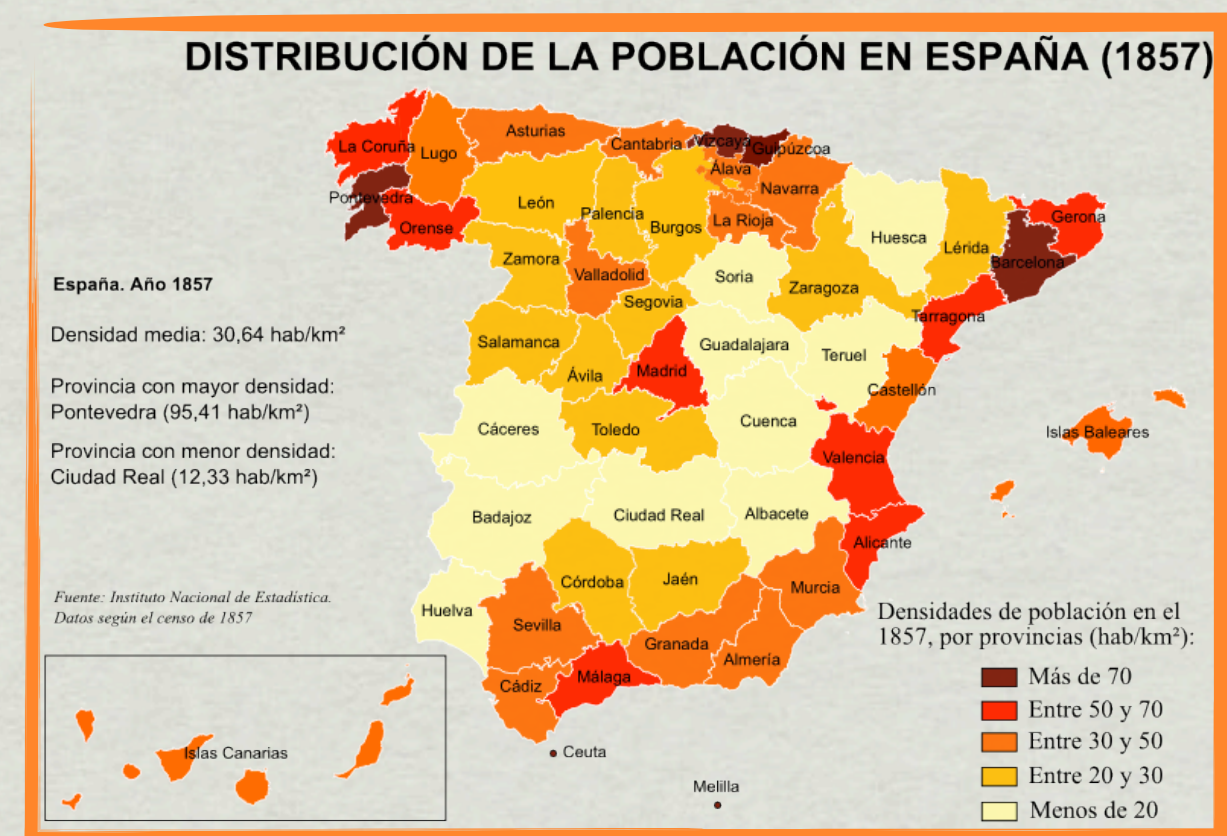 DISTRIBUCIÓN DE LA POBLACIÓN EN ESPAÑA (1857)
La Coruña
Lugo
Asturias
Cantabria
Vizcaya
Guipúzcoa
Álava
Navarra
Pontevedra
Orense
León
Palencia
Burgos
La Rioja
Huesca
Lérida
Gerona
Barcelona
Zamora
Valladolid
Soria
Zaragoza
Segovia
Tarragona
Salamanca
Ávila
Madrid
Guadalajara
Teruel
Castellón
Cáceres
Toledo
Cuenca
Islas Baleares
Valencia
Badajoz
Ciudad Real
Albacete
Alicante
Huelva
Córdoba
Jaén
Murcia
Sevilla
Granada
Almería
Cádiz
Málaga
Ceuta
Melilla
Islas Canarias
España. Año 1857
Densidad media: 30,64 hab/km²
Provincia con mayor densidad:
Pontevedra (95,41 hab/km²)
Provincia con menor densidad:
Ciudad Real (12,33 hab/km²)
Fuente: Instituto Nacional de Estadística.
Datos según el censo de 1857
Densidades de población en el
1857, por provincias (hab/km²):
Más de 70
Entre 50 y 70
Entre 30 y 50
Entre 20 y 30
Menos de 20